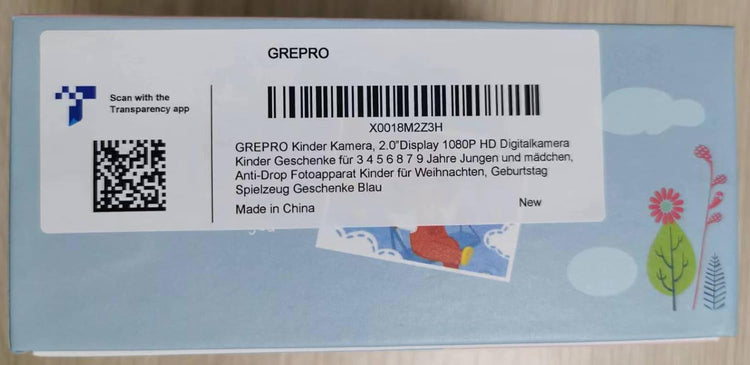 GREPRO
Scan with the
Transparency app
X0018M2Z3H
GREPRO Kinder Kamera, 2.0"Display 1080P HD Digitalkamera
Kinder Geschenke für 3 4 5 6 8 7 9 Jahre Jungen und mädchen,
Anti-Drop Fotoapparat Kinder für Weihnachten, Geburtstag
Spielzeug Geschenke Blau
Made in China
New